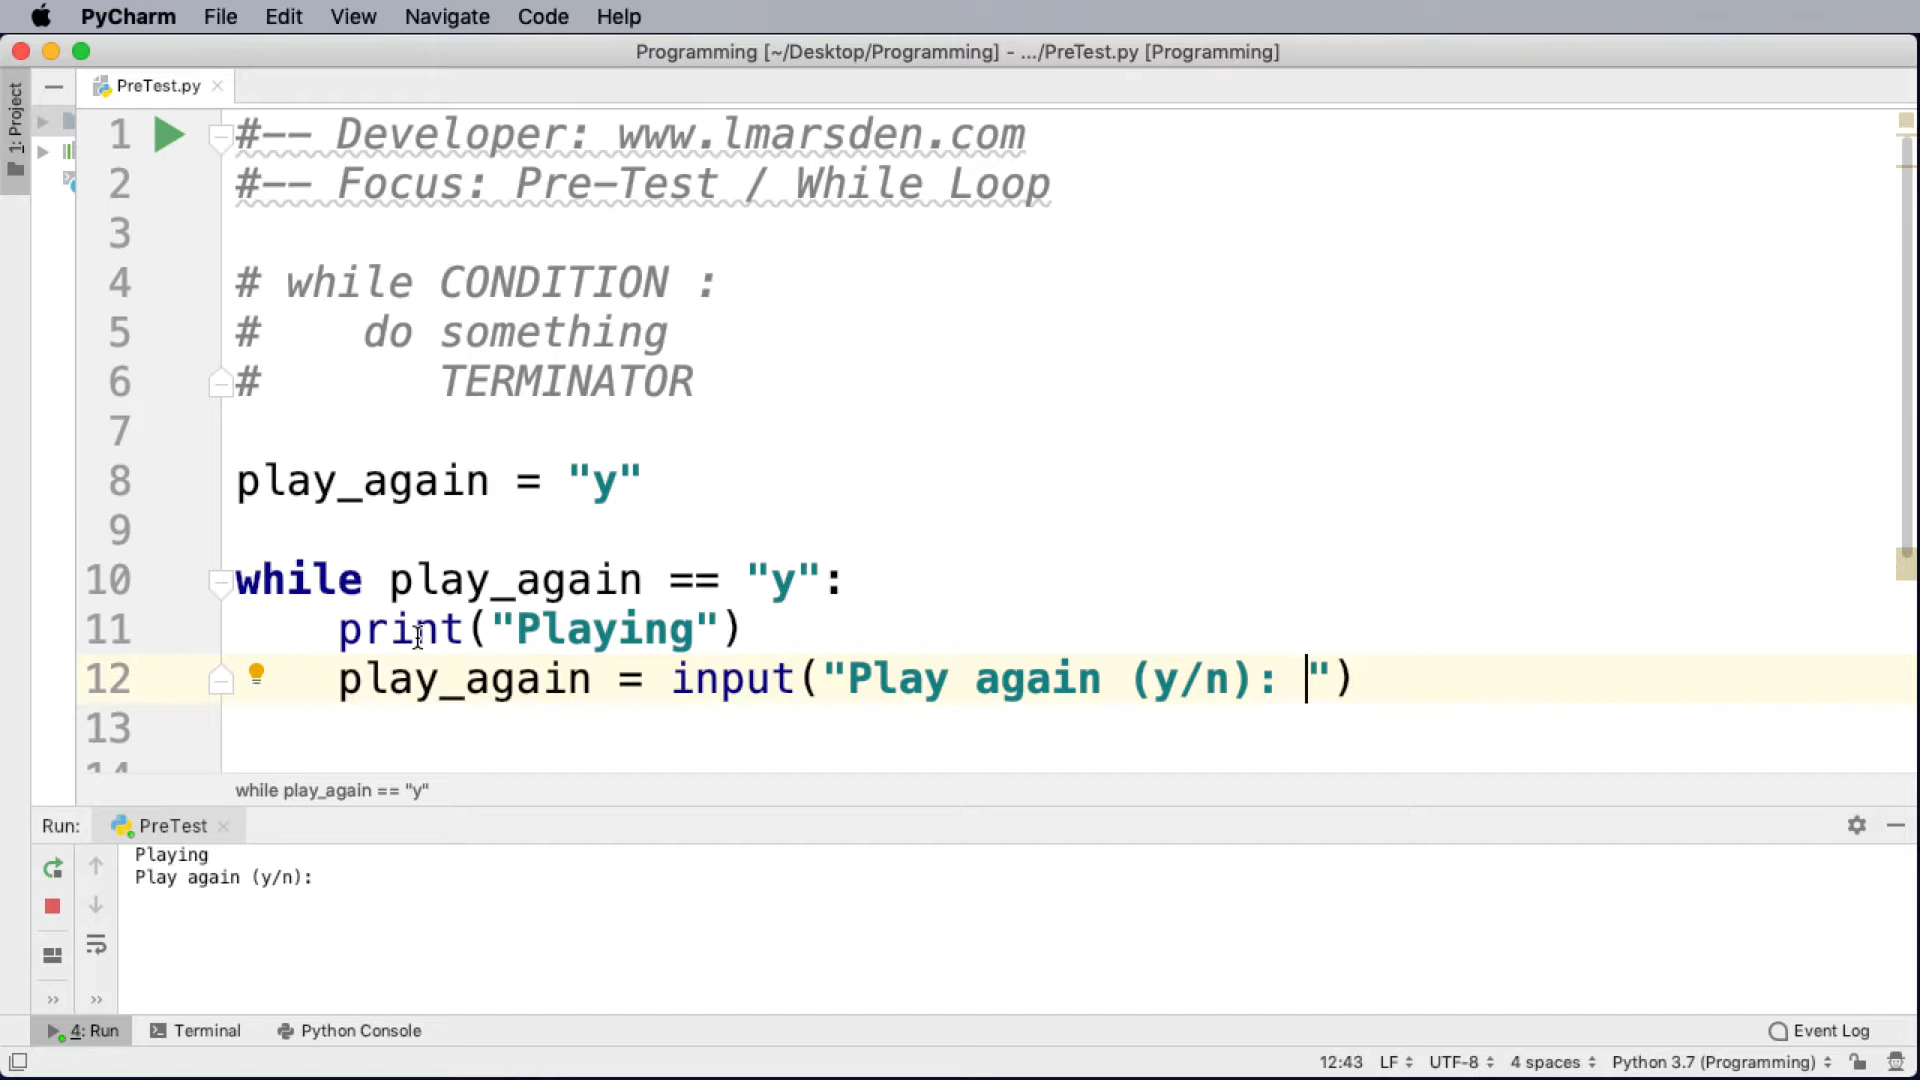 PyCharm File Edit View Navigate Code Help
Programming [~/Desktop/Programming] - .../PreTest.py [Programming]
1: Project
PreTest.py
1 #-- Developer: www.lmarsden.com
2 #-- Focus: Pre-Test / While Loop
3
4 # while CONDITION :
5 #    do something
6 #       TERMINATOR
7
8 play_again = "y"
9
10 while play_again == "y":
11     print("Playing")
12     play_again = input("Play again (y/n): ")
13
14
while play_again == "y"
Run: PreTest
Playing
Play again (y/n):
4: Run Terminal Python Console Event Log
12:43 LF UTF-8 4 spaces Python 3.7 (Programming)